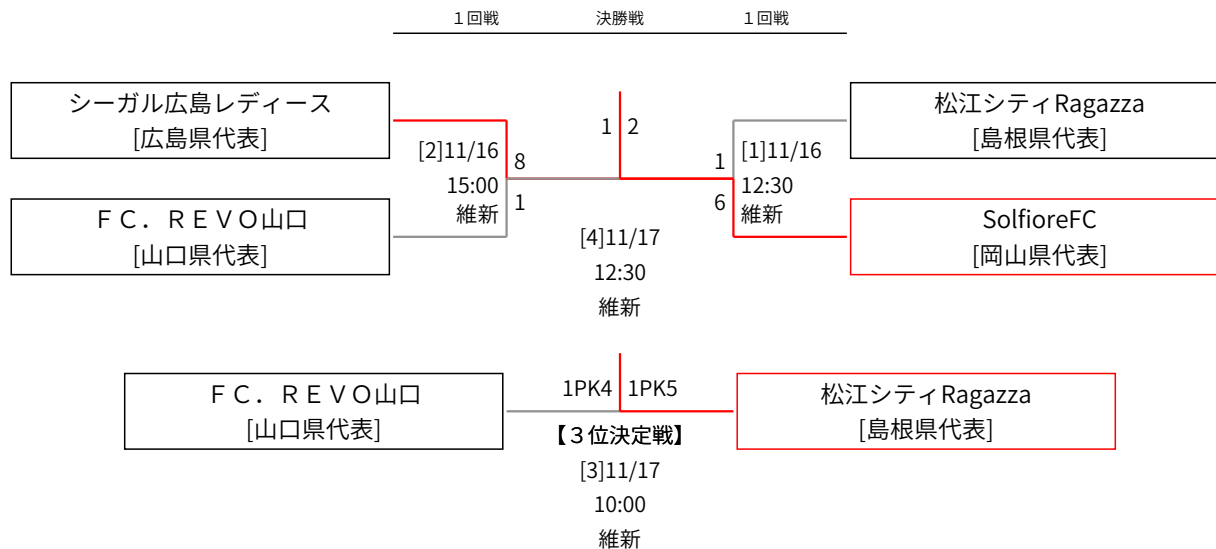 １回戦
決勝戦
１回戦
シーガル広島レディース
[広島県代表]
ＦＣ．ＲＥＶＯ山口
[山口県代表]
[2]11/16
15:00
維新
8
1
1
2
[4]11/17
12:30
維新
1
6
[1]11/16
12:30
維新
松江シティRagazza
[島根県代表]
SolfioreFC
[岡山県代表]
ＦＣ．ＲＥＶＯ山口
[山口県代表]
1PK4
1PK5
【３位決定戦】
[3]11/17
10:00
維新
松江シティRagazza
[島根県代表]